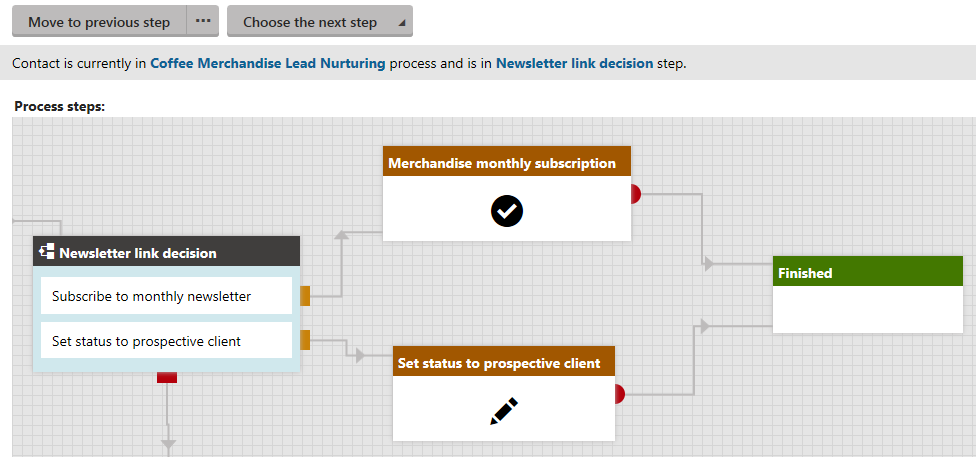 Move to previous step ...
Choose the next step
Contact is currently in Coffee Merchandise Lead Nurturing process and is in Newsletter link decision step.
Process steps:
Merchandise monthly subscription
Newsletter link decision
Subscribe to monthly newsletter
Set status to prospective client
Finished
Set status to prospective client